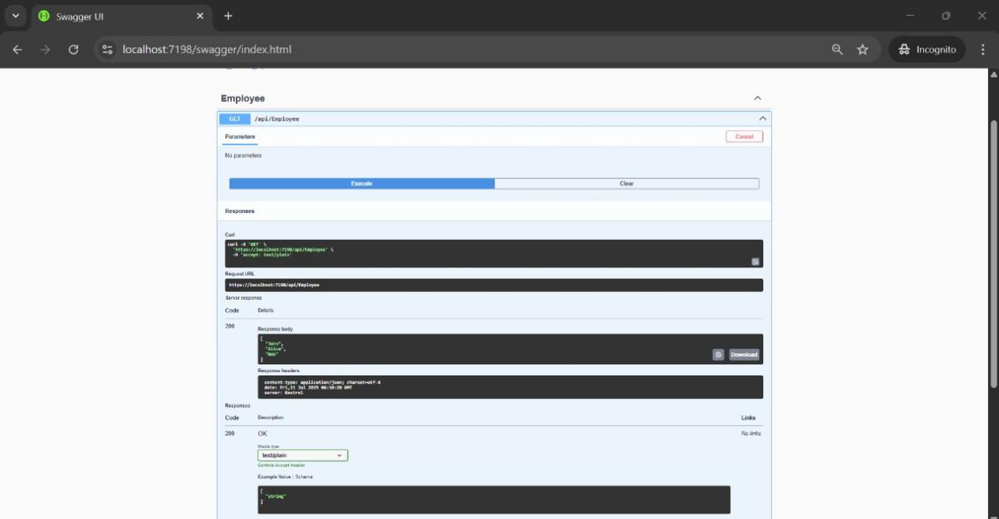 Swagger UI
localhost:7198/swagger/index.html
Incognito
Employee
GET /api/Employee
Parameters
Cancel
No parameters
Execute
Clear
Responses
Curl
curl -X 'GET' \
'https://localhost:7198/api/Employee' \
-H 'accept: text/plain'
Request URL
https://localhost:7198/api/Employee
Server response
Code Details
200
Response body
[
"John",
"Alice",
"Bob"
]
Download
Response headers
content-type: application/json; charset=utf-8
date: Fri,11 Jul 2025 06:10:20 GMT
server: Kestrel
Responses
Code Description Links
200 OK No links
Media type
text/plain
Controls Accept header.
Example Value | Schema
[
"string"
]